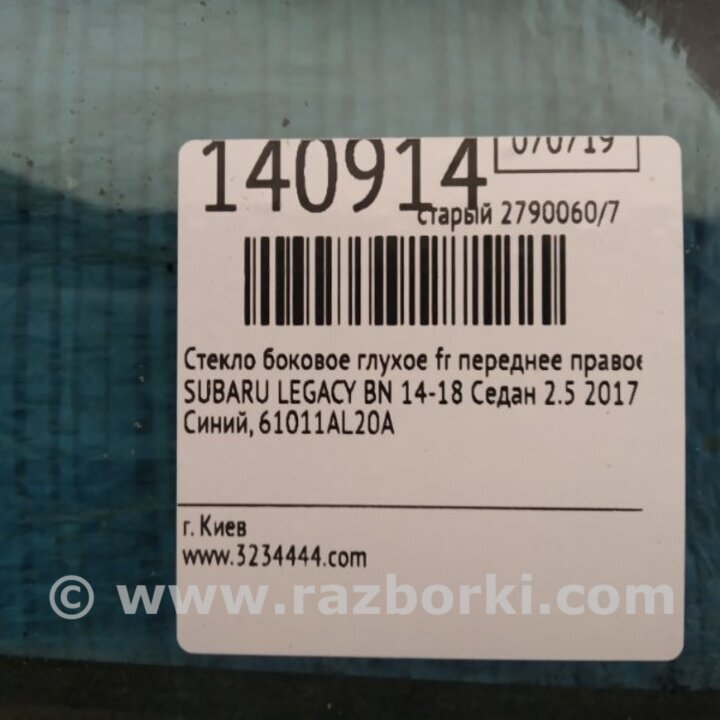 140914
070719
старый 2790060/7
Стекло боковое глухое fr переднее правое
SUBARU LEGACY BN 14-18 Седан 2.5 2017
Синий, 61011AL20A
г. Киев
www.3234444.com
© www.razborki.com